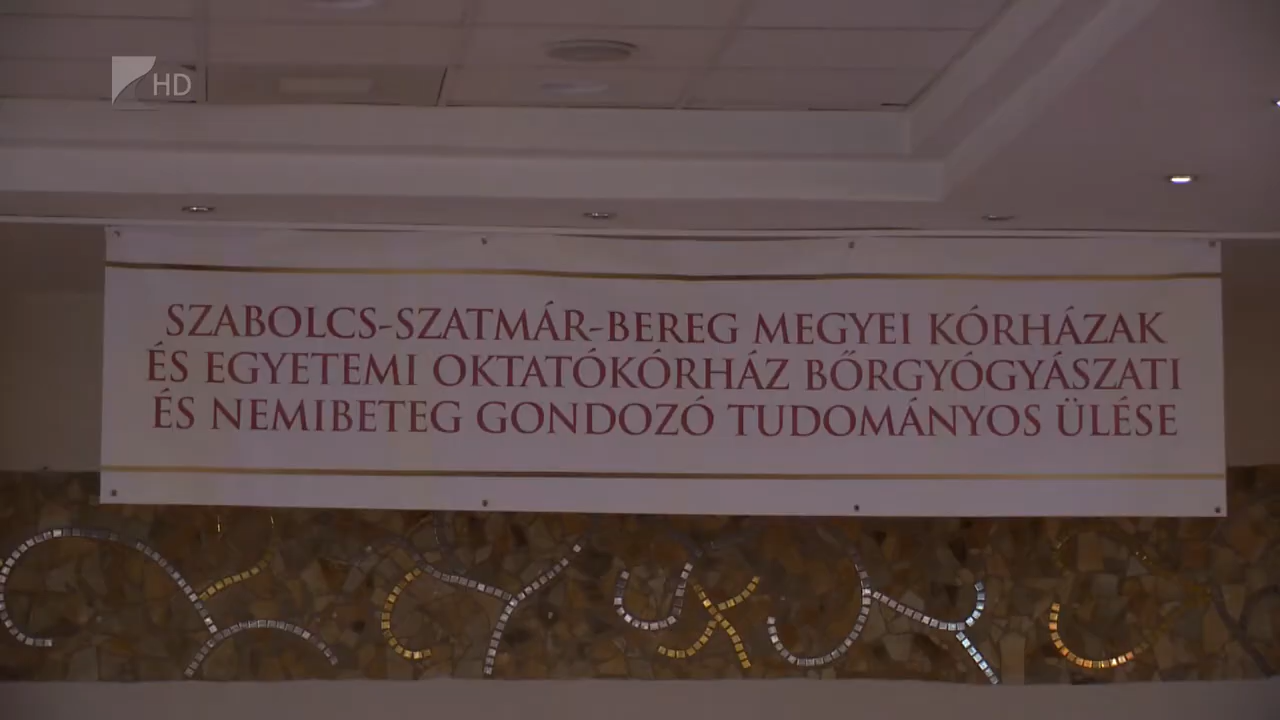 HD
SZABOLCS-SZATMÁR-BEREG MEGYEI KÓRHÁZAK
ÉS EGYETEMI OKTATÓKÓRHÁZ BŐRGYÓGYÁSZATI
ÉS NEMIBETEG GONDOZÓ TUDOMÁNYOS ÜLÉSE